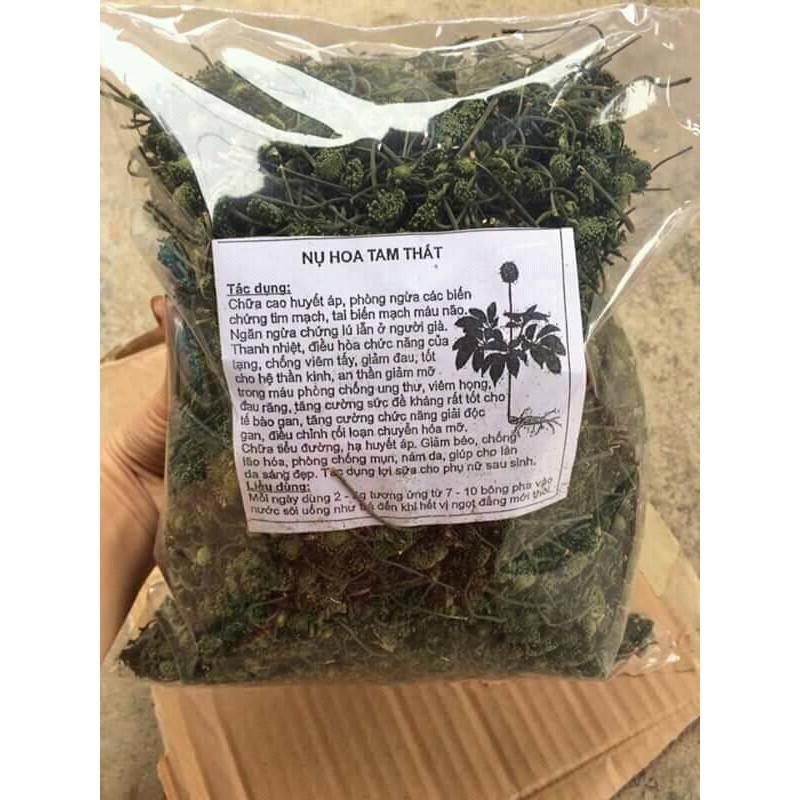 NỤ HOA TAM THẤT
Tác dụng:
Chữa cao huyết áp, phòng ngừa các biến
chứng tim mạch, tai biến mạch máu não.
Ngăn ngừa chứng lú lẫn ở người già.
Thanh nhiệt, điều hòa chức năng của
tạng, chống viêm tấy, giảm đau, tốt
cho hệ thần kinh, an thần giảm mỡ
trong máu phòng chống ung thư, viêm họng,
đau răng, tăng cường sức đề kháng rất tốt cho
tế bào gan, tăng cường chức năng giải độc
gan, điều chỉnh rối loạn chuyển hóa mỡ.
Chữa tiểu đường, hạ huyết áp. Giảm béo, chống
lão hóa, phòng chống mụn, nám da, giúp cho làn
da sáng đẹp. Tác dụng lợi sữa cho phụ nữ sau sinh.
Liều dùng:
Mỗi ngày dùng 2 - tương ứng từ 7 - 10 bông pha vào
nước sôi uống như đến khi hết vị ngọt đắng mới thôi.